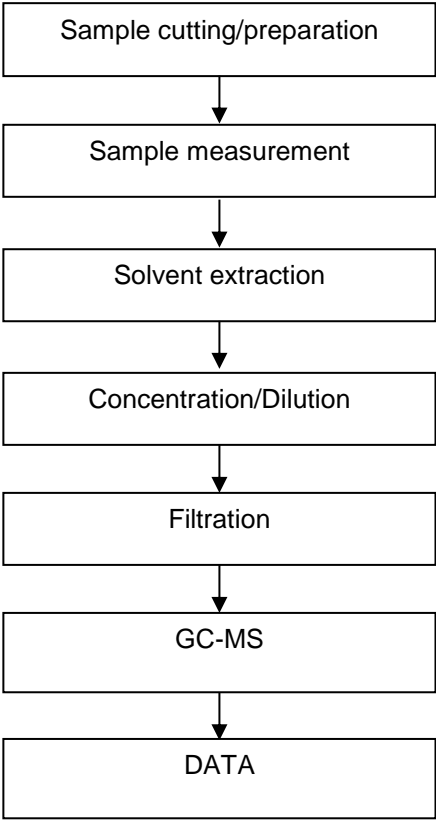 Sample cutting/preparation
Sample measurement
Solvent extraction
Concentration/Dilution
Filtration
GC-MS
DATA